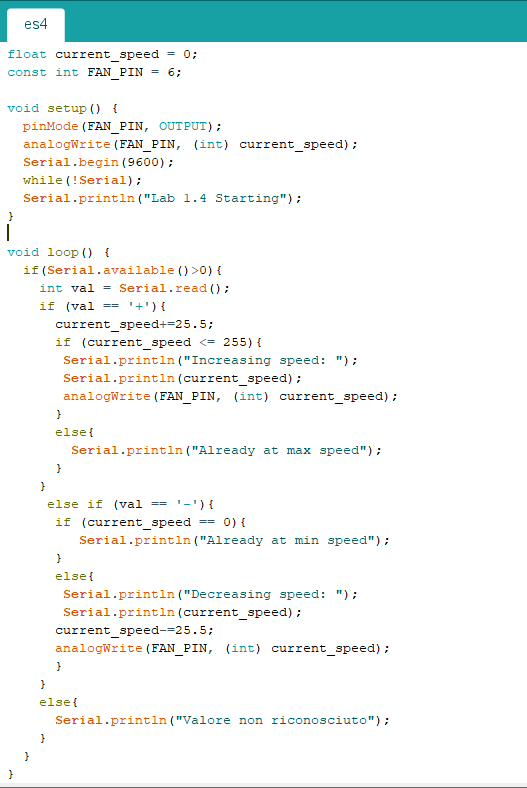 es4
float current_speed = 0;
const int FAN_PIN = 6;
void setup() {
pinMode(FAN_PIN, OUTPUT);
analogWrite(FAN_PIN, (int) current_speed);
Serial.begin(9600);
while(!Serial);
Serial.println("Lab 1.4 Starting");
}
void loop() {
if(Serial.available()>0){
int val = Serial.read();
if (val == '+'){
current_speed+=25.5;
if (current_speed <= 255){
Serial.println("Increasing speed: ");
Serial.println(current_speed);
analogWrite(FAN_PIN, (int) current_speed);
}
else{
Serial.println("Already at max speed");
}
}
else if (val == '-'){
if (current_speed == 0){
Serial.println("Already at min speed");
}
else{
Serial.println("Decreasing speed: ");
Serial.println(current_speed);
current_speed-=25.5;
analogWrite(FAN_PIN, (int) current_speed);
}
}
else{
Serial.println("Valore non riconosciuto");
}
}
}